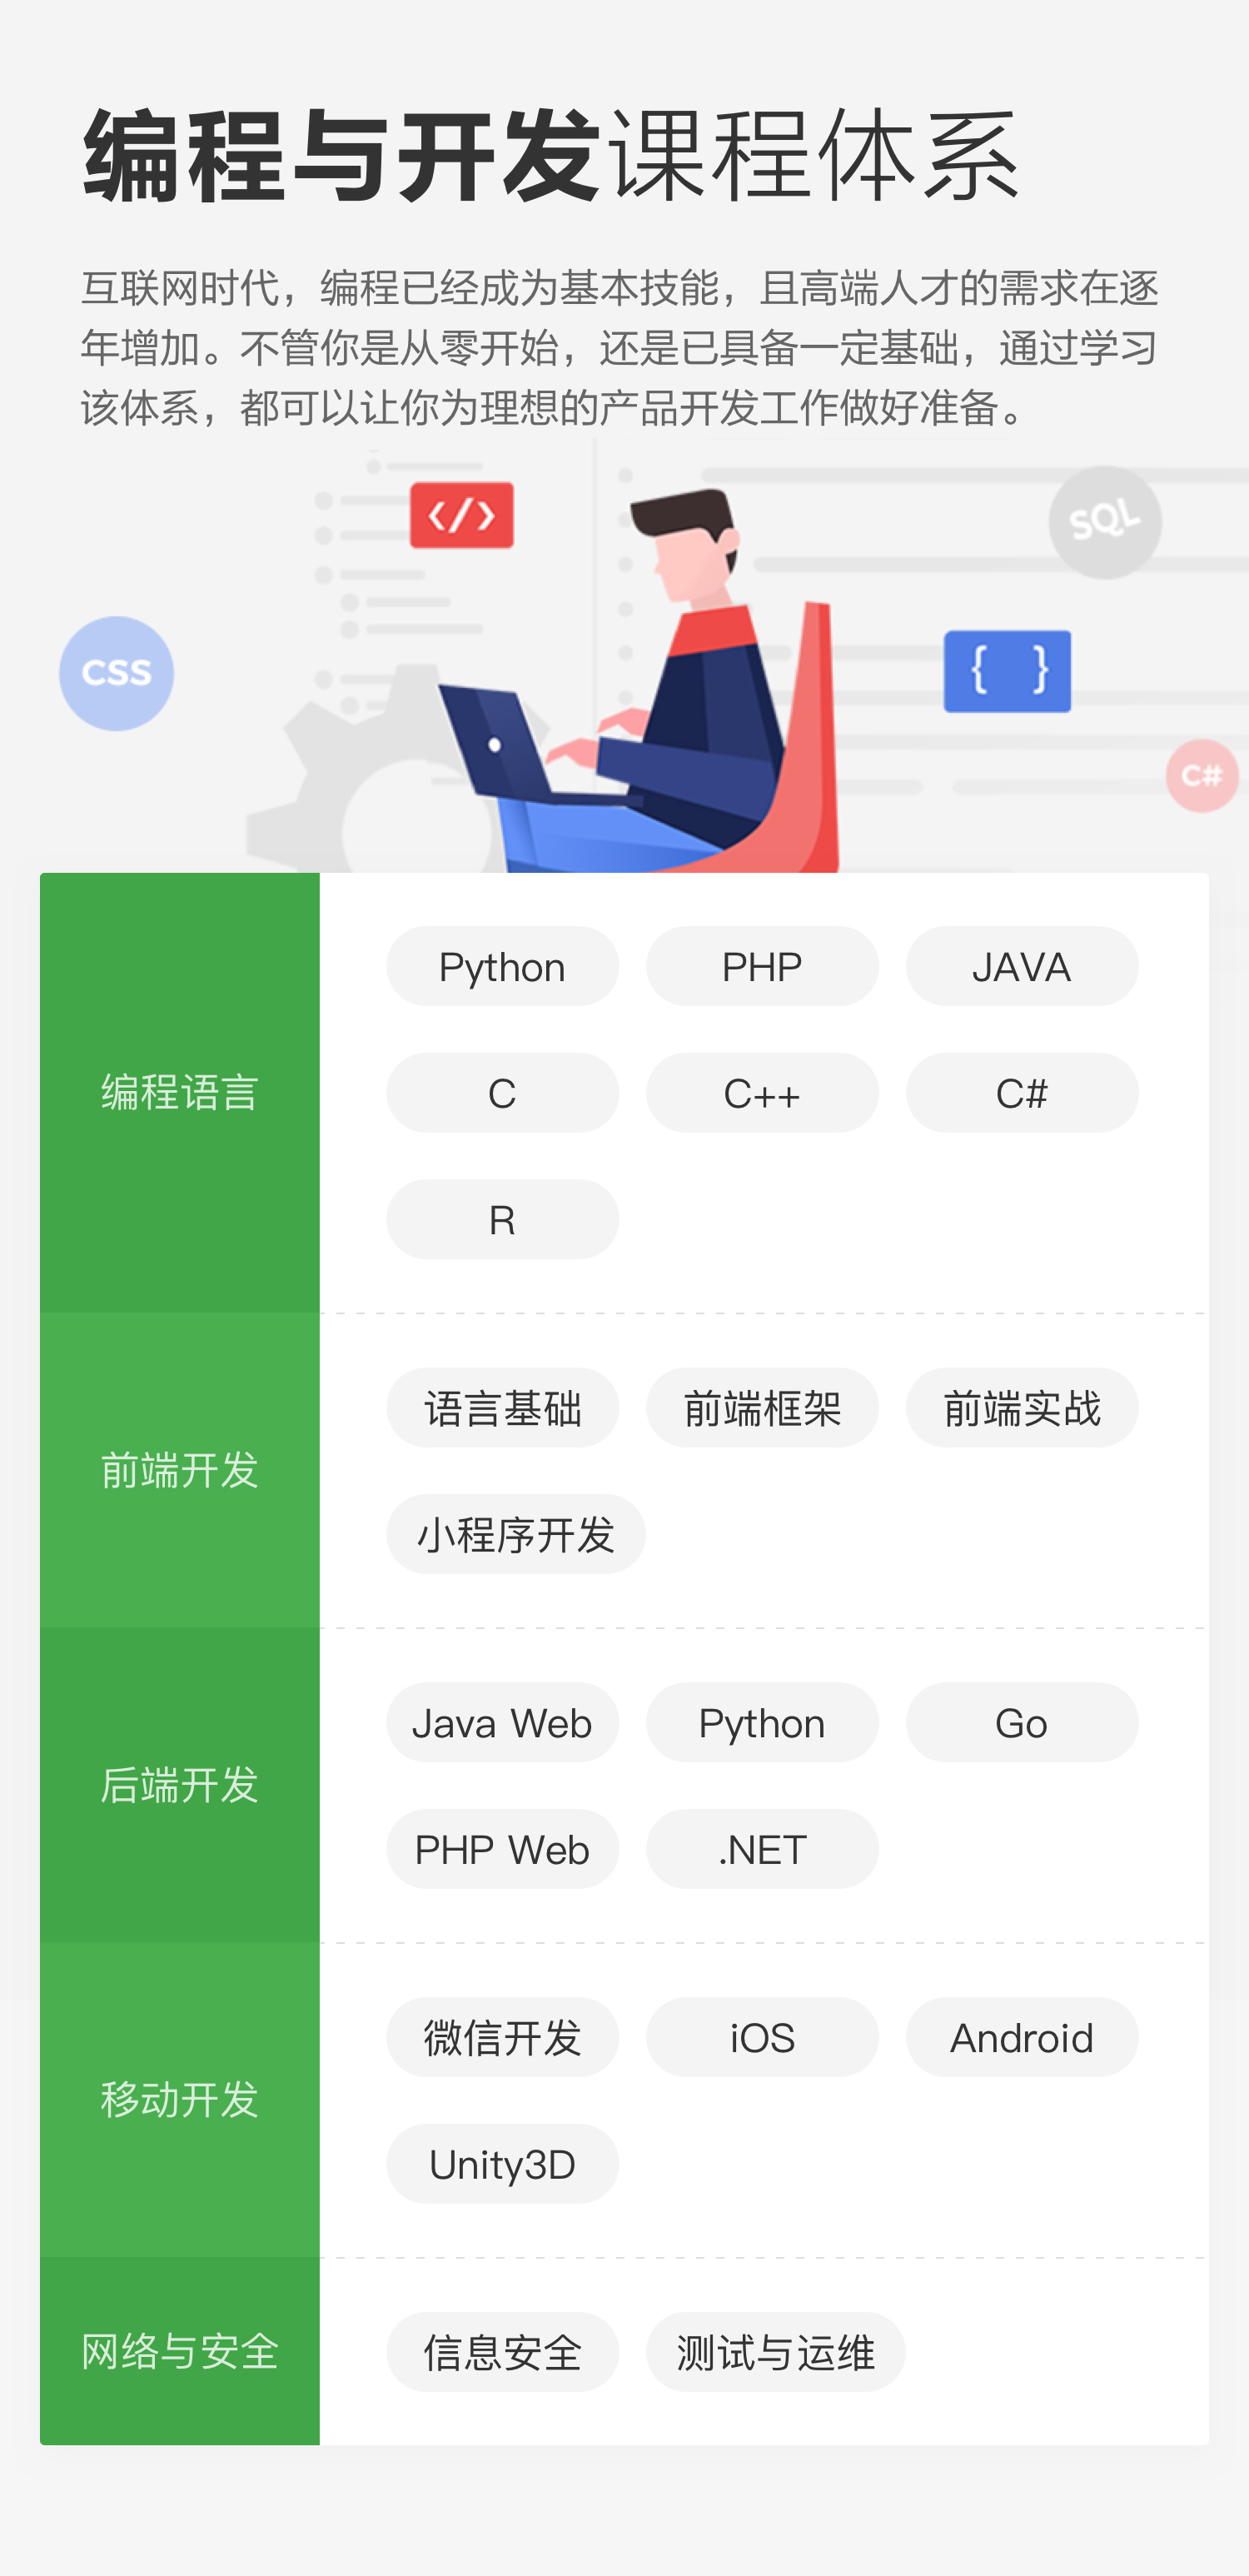 编程与开发课程体系
互联网时代，编程已经成为基本技能，且高端人才的需求在逐
年增加。不管你是从零开始，还是已具备一定基础，通过学习
该体系，都可以让你为理想的产品开发工作做好准备。
</>
SQL
CSS
{ }
C#
编程语言
Python PHP JAVA
C C++ C#
R
前端开发
语言基础 前端框架 前端实战
小程序开发
后端开发
Java Web Python Go
PHP Web .NET
移动开发
微信开发 iOS Android
Unity3D
网络与安全
信息安全 测试与运维